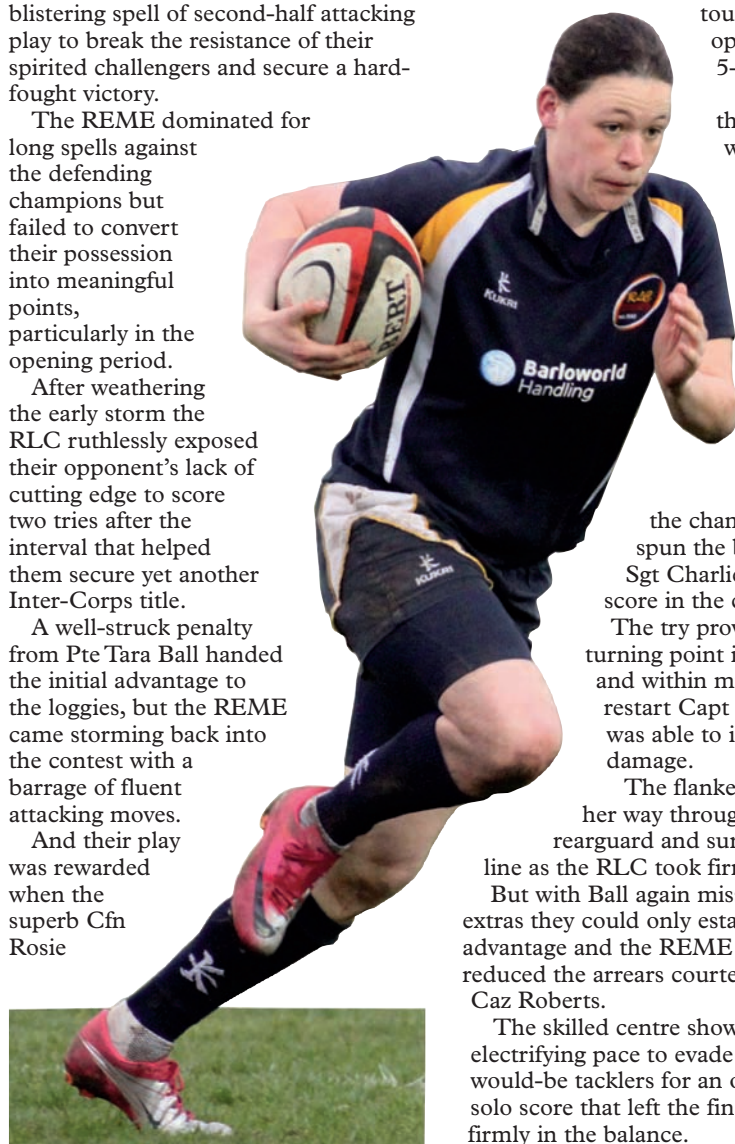 blistering spell of second-half attacking
play to break the resistance of their
spirited challengers and secure a hard-
fought victory.
The REME dominated for
long spells against
the defending
champions but
failed to convert
their possession
into meaningful
points,
particularly in the
opening period.
After weathering
the early storm the
RLC ruthlessly exposed
their opponent's lack of
cutting edge to score
two tries after the
interval that helped
them secure yet another
Inter-Corps title.
A well-struck penalty
from Pte Tara Ball handed
the initial advantage to
the loggies, but the REME
came storming back into
the contest with a
barrage of fluent
attacking moves.
And their play
was rewarded
when the
superb Cfn
Rosie
KUKRI
Barloworld
Handling
KUKRI
tou
op
5-
th
w
the chan
spun the b
Sgt Charlie
score in the
The try prov
turning point i
and within m
restart Capt
was able to i
damage.
The flanke
her way throug
rearguard and sur
line as the RLC took firm
But with Ball again mis
extras they could only esta
advantage and the REME
reduced the arrears courte
Caz Roberts.
The skilled centre show
electrifying pace to evade
would-be tacklers for an
solo score that left the fin
firmly in the balance.